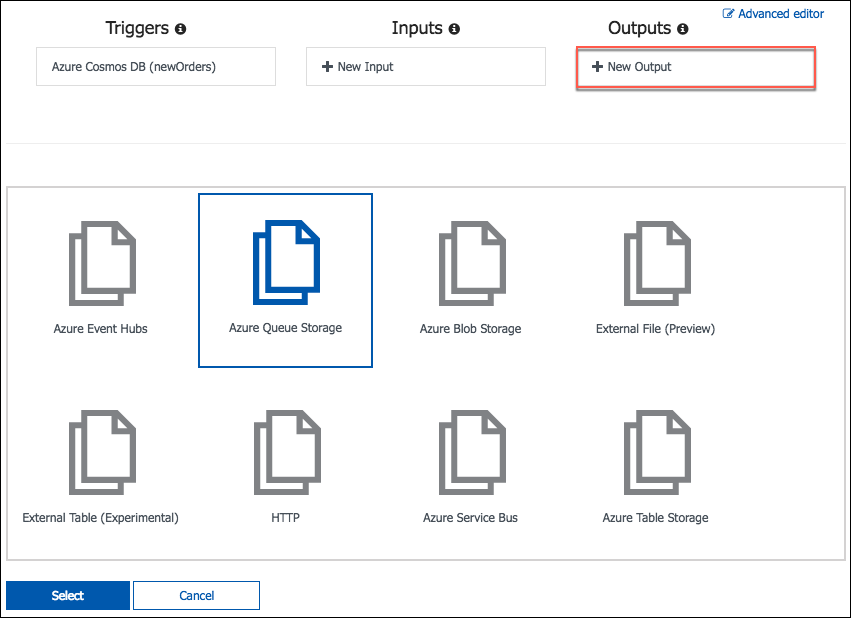 Advanced editor
Triggers
Inputs
Outputs
Azure Cosmos DB (newOrders)
New Input
New Output
Azure Event Hubs
Azure Queue Storage
Azure Blob Storage
External File (Preview)
External Table (Experimental)
HTTP
Azure Service Bus
Azure Table Storage
Select
Cancel